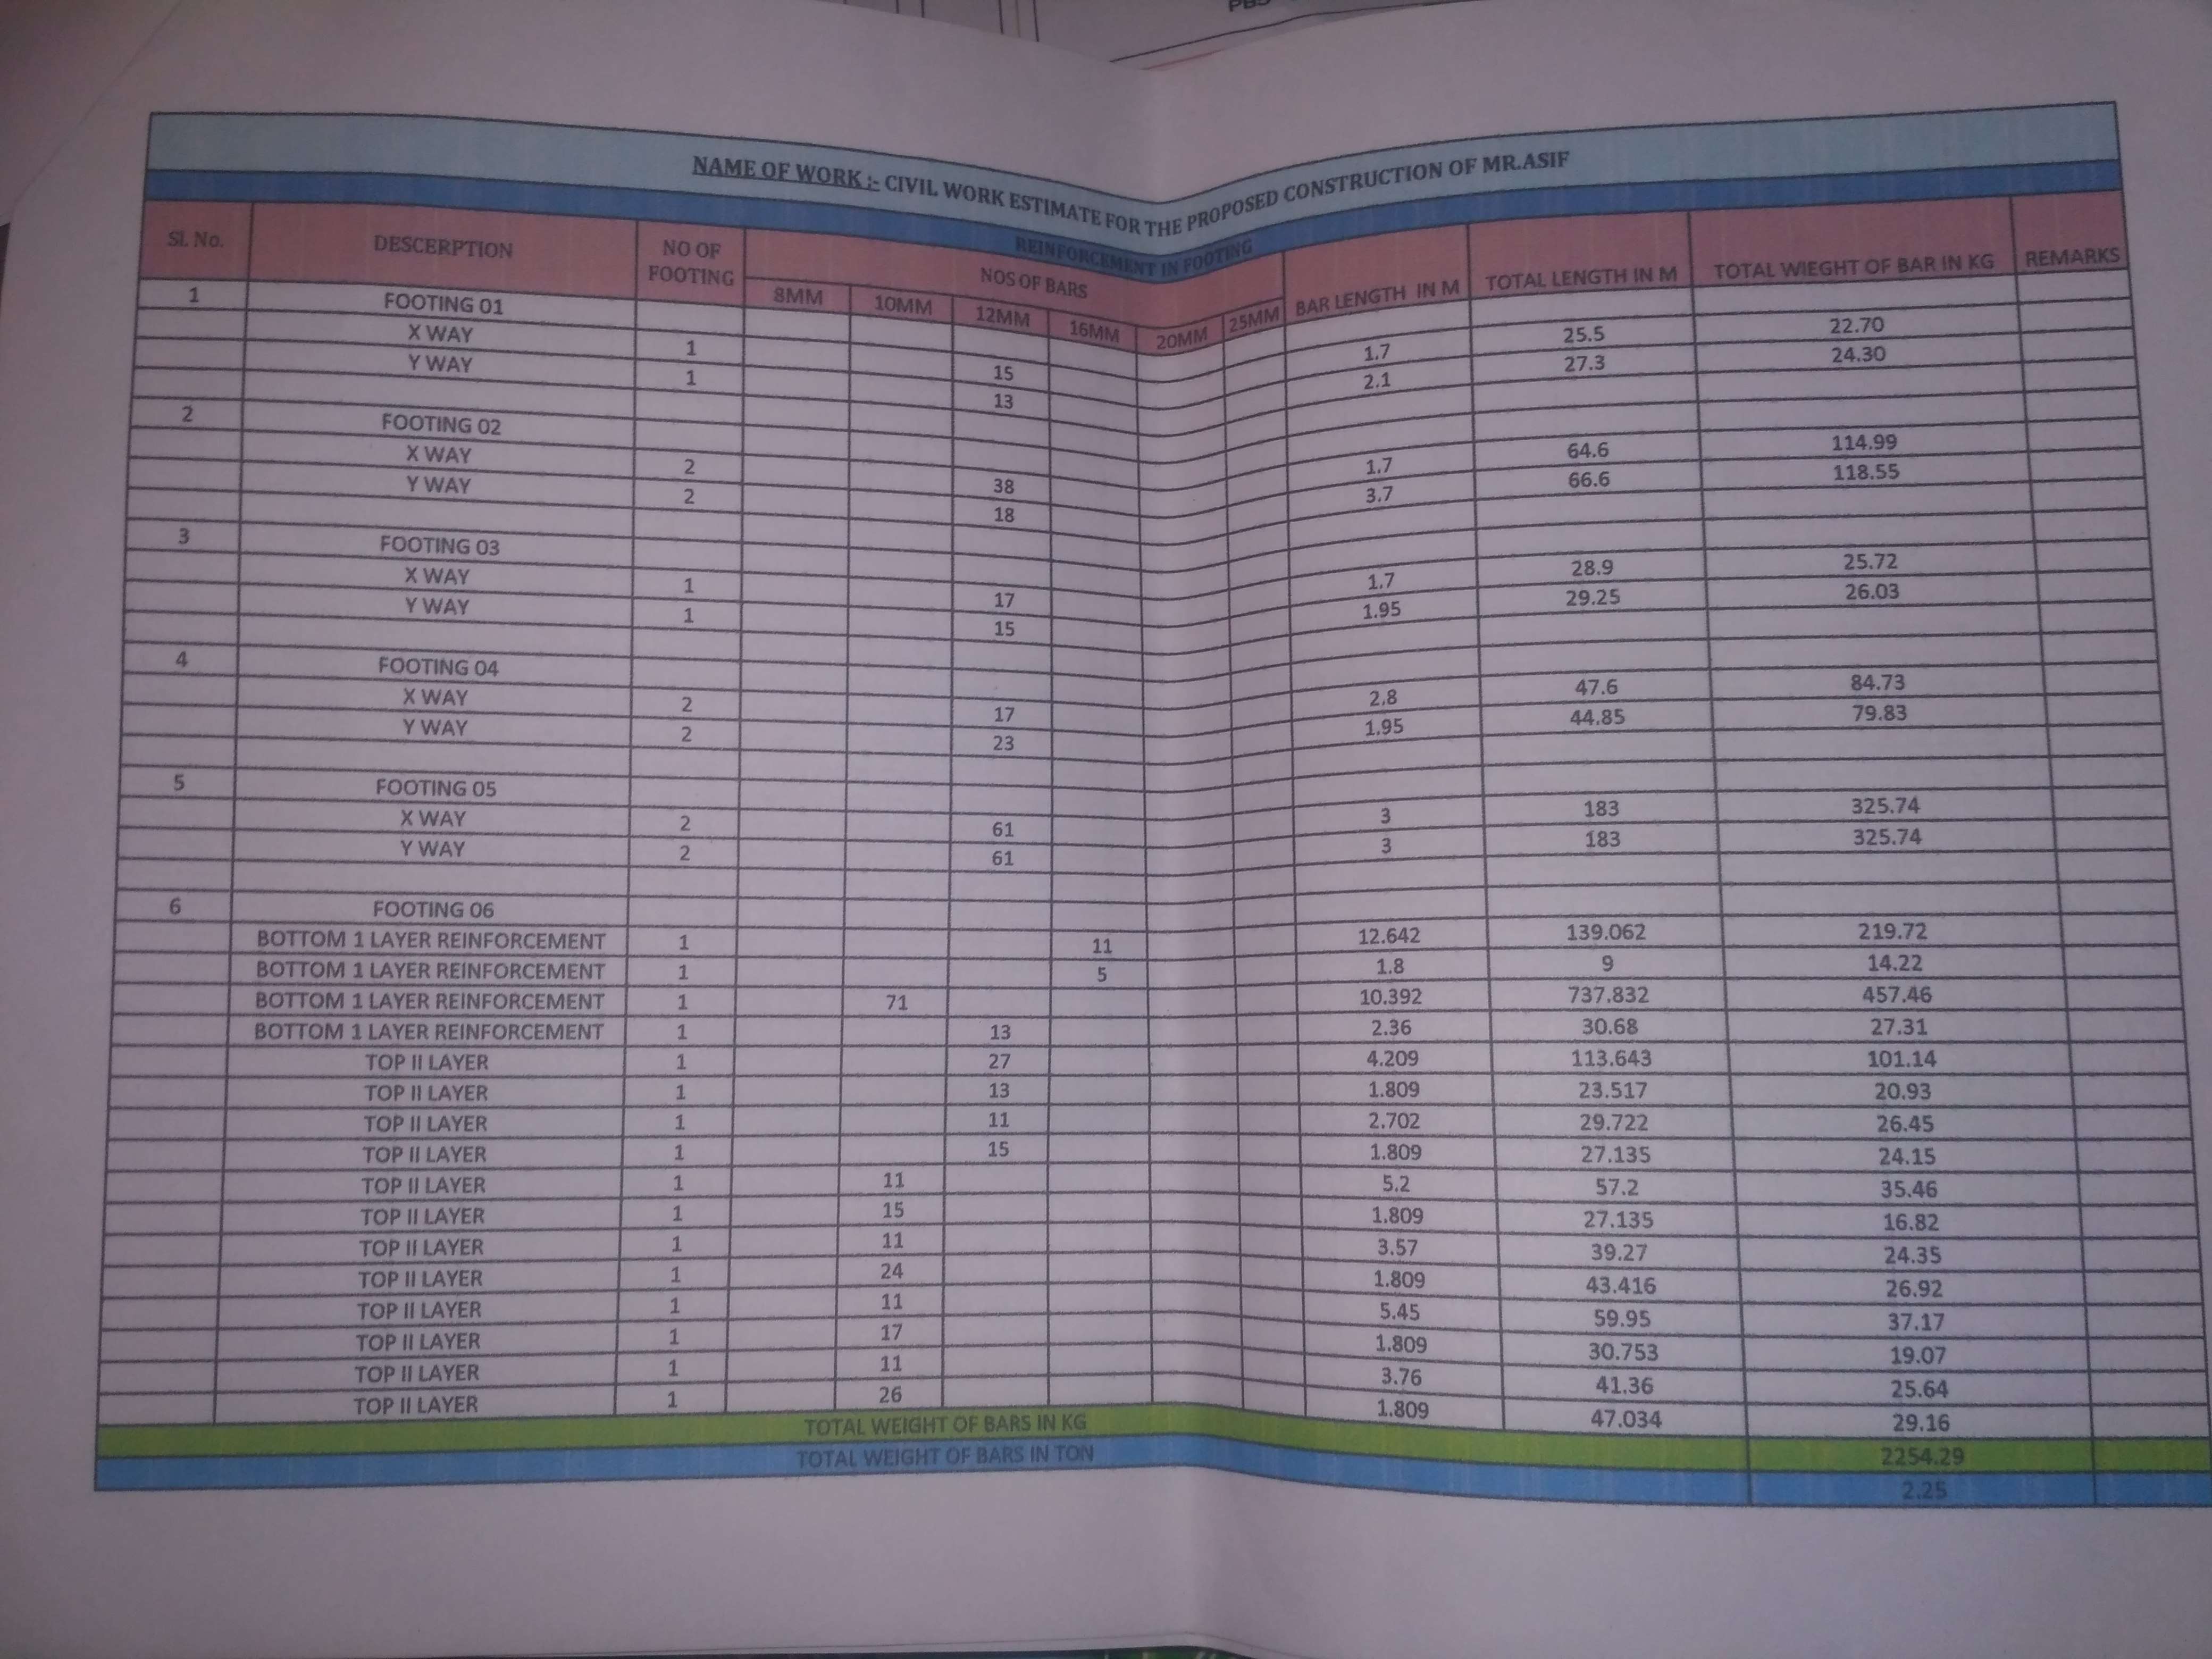 NAME OF WORK :- CIVIL WORK ESTIMATE FOR THE PROPOSED CONSTRUCTION OF MR.ASIF
REINFORCEMENT IN FOOTING
SI. No. DESCERPTION NO OF FOOTING NOS OF BARS BAR LENGTH IN M TOTAL LENGTH IN M TOTAL WIEGHT OF BAR IN KG REMARKS
8MM 10MM 12MM 16MM 20MM 25MM
1 FOOTING 01
X WAY 1 15 1.7 25.5 22.70
Y WAY 1 13 2.1 27.3 24.30
2 FOOTING 02
X WAY 2 38 1.7 64.6 114.99
Y WAY 2 18 3.7 66.6 118.55
3 FOOTING 03
X WAY 1 17 1.7 28.9 25.72
Y WAY 1 15 1.95 29.25 26.03
4 FOOTING 04
X WAY 2 17 2.8 47.6 84.73
Y WAY 2 23 1.95 44.85 79.83
5 FOOTING 05
X WAY 2 61 3 183 325.74
Y WAY 2 61 3 183 325.74
6 FOOTING 06
BOTTOM 1 LAYER REINFORCEMENT 1 11 12.642 139.062 219.72
BOTTOM 1 LAYER REINFORCEMENT 1 5 1.8 9 14.22
BOTTOM 1 LAYER REINFORCEMENT 1 71 10.392 737.832 457.46
BOTTOM 1 LAYER REINFORCEMENT 1 13 2.36 30.68 27.31
TOP II LAYER 1 27 4.209 113.643 101.14
TOP II LAYER 1 13 1.809 23.517 20.93
TOP II LAYER 1 11 2.702 29.722 26.45
TOP II LAYER 1 15 1.809 27.135 24.15
TOP II LAYER 1 11 5.2 57.2 35.46
TOP II LAYER 1 15 1.809 27.135 16.82
TOP II LAYER 1 11 3.57 39.27 24.35
TOP II LAYER 1 24 1.809 43.416 26.92
TOP II LAYER 1 11 5.45 59.95 37.17
TOP II LAYER 1 17 1.809 30.753 19.07
TOP II LAYER 1 11 3.76 41.36 25.64
TOP II LAYER 1 26 1.809 47.034 29.16
TOTAL WEIGHT OF BARS IN KG 2254.29
TOTAL WEIGHT OF BARS IN TON 2.25